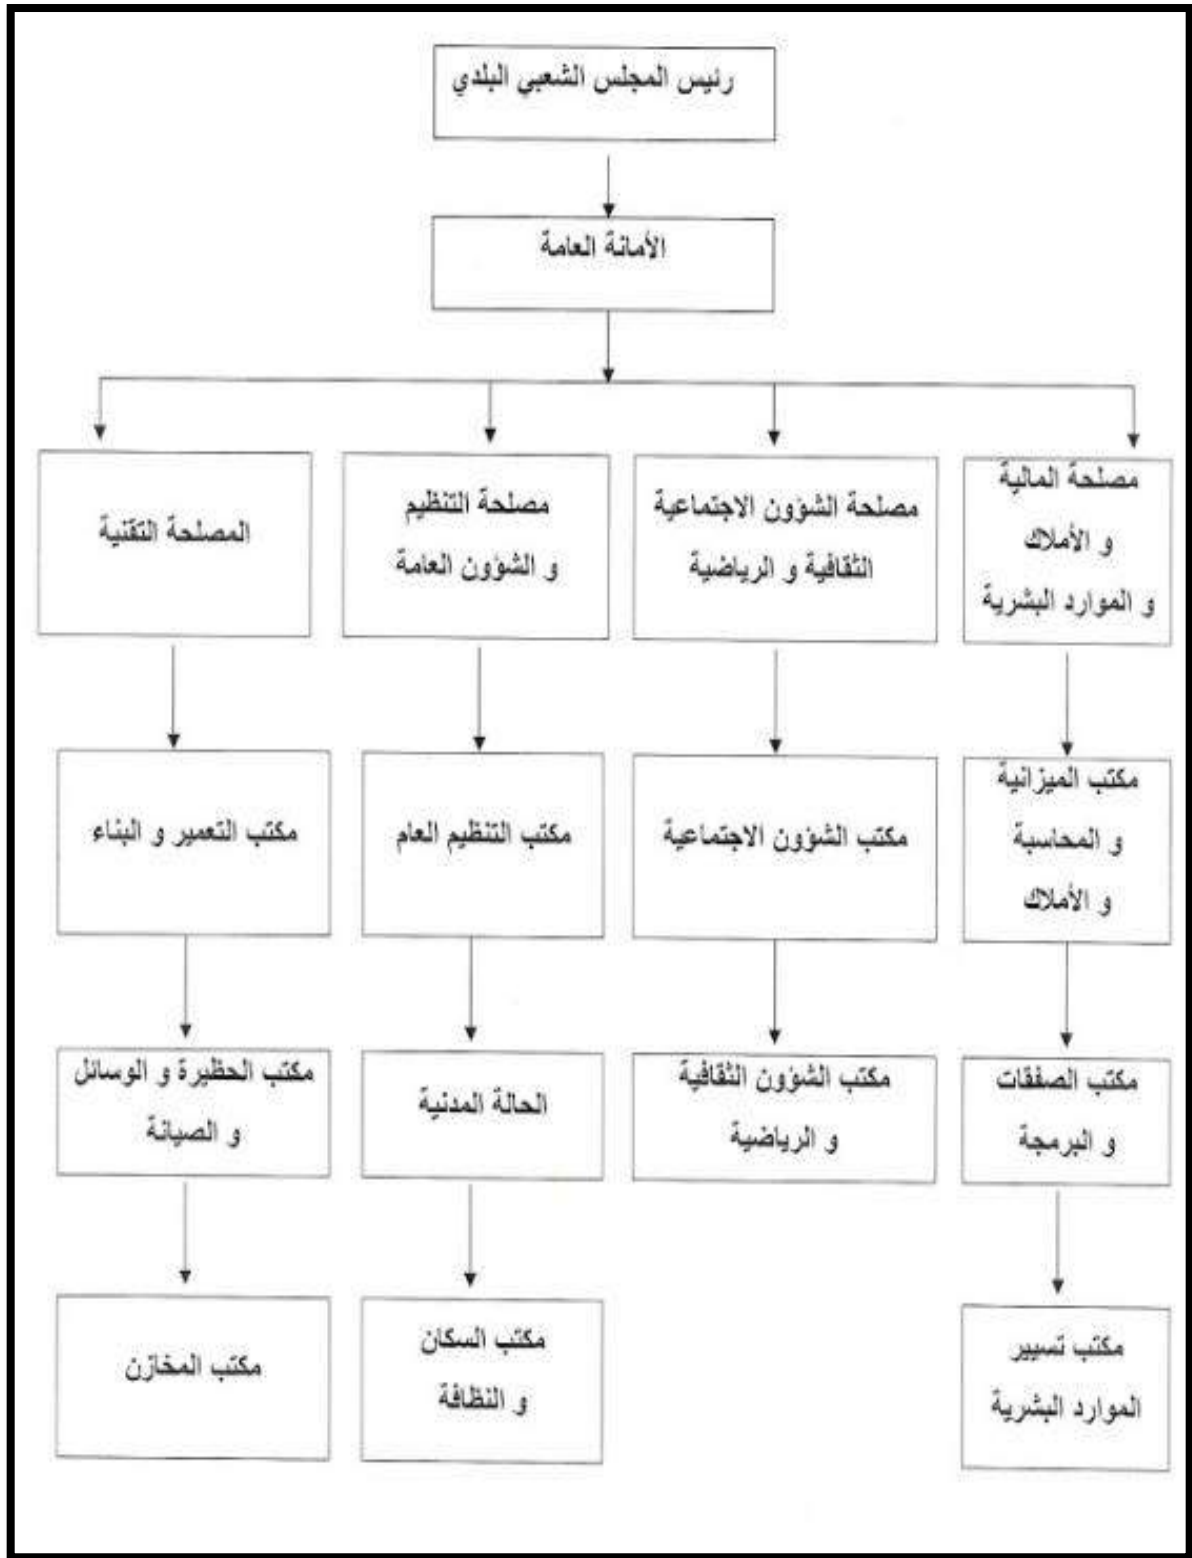 رئيس المجلس الشعبي البلدي
الأمانة العامة
مصلحة المالية
و الأملاك
و الموارد البشرية
مصلحة الشؤون الاجتماعية
الثقافية و الرياضية
مصلحة التنظيم
و الشؤون العامة
المصلحة التقنية
مكتب الميزانية
و المحاسبة
و الأملاك
مكتب الشؤون الاجتماعية
مكتب التنظيم العام
مكتب التعمير و البناء
مكتب الصفقات
و البرمجة
مكتب الشؤون الثقافية
و الرياضية
الحالة المدنية
مكتب الحظيرة و الوسائل
و الصيانة
مكتب تسيير
الموارد البشرية
مكتب السكان
و النظافة
مكتب المخازن